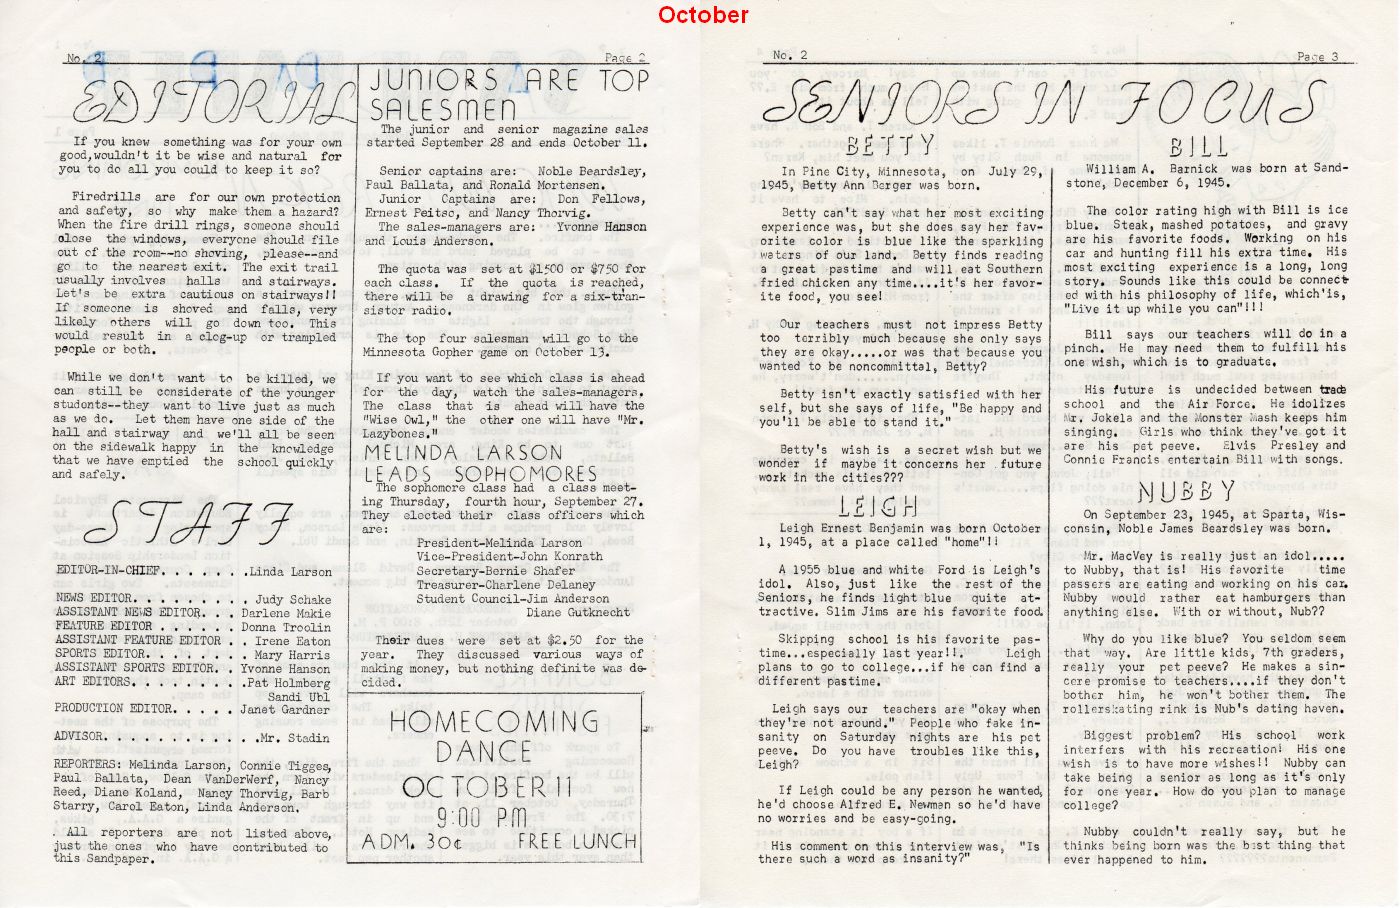 October
No. 2 Page 2
EDITORIAL
If you knew something was for your own
good,wouldn't it be wise and natural for
you to do all you could to keep it so?
Firedrills are for our own protection
and safety, so why make them a hazard?
When the fire drill rings, someone should
close the windows, everyone should file
out of the room--no shoving, please--and
go to the nearest exit. The exit trail
usually involves halls and stairways.
Let's be extra cautious on stairways!!
If someone is shoved and falls, very
likely others will go down too. This
would result in a clog-up or trampled
people or both.
While we don't want to be killed, we
can still be considerate of the younger
students--they want to live just as much
as we do. Let them have one side of the
hall and stairway and we'll all be seen
on the sidewalk happy in the knowledge
that we have emptied the school quickly
and safely.
STAFF
EDITOR-IN-CHIEF. . . . . . .Linda Larson
NEWS EDITOR. . . . . . . . . . Judy Schake
ASSISTANT NEWS EDITOR. . . Darlene Makie
FEATURE EDITOR . . . . . . Donna Troolin
ASSISTANT FEATURE EDITOR . . Irene Eaton
SPORTS EDITOR. . . . . . . . Mary Harris
ASSISTANT SPORTS EDITOR. . Yvonne Hanson
ART EDITORS. . . . . . . . .Pat Holmberg
Sandi Ubl
PRODUCTION EDITOR. . . . . Janet Gardner
ADVISOR. . . . . . . . . . . .Mr. Stadin
REPORTERS: Melinda Larson, Connie Tigges,
Paul Ballata, Dean VanDerWerf, Nancy
Reed, Diane Koland, Nancy Thorvig, Barb
Starry, Carol Eaton, Linda Anderson.
. All reporters are not listed above,
just the ones who have contributed to
this Sandpaper.
JUNIORS ARE TOP
SALESMEN
The junior and senior magazine sales
started September 28 and ends October 11.
Senior captains are: Noble Beardsley,
Paul Ballata, and Ronald Mortensen.
Junior Captains are: Don Fellows,
Ernest Peitso, and Nancy Thorvig.
The sales-managers are: Yvonne Hanson
and Louis Anderson.
The quota was set at $1500 or $750 for
each class. If the quota is reached,
there will be a drawing for a six-tran-
sistor radio.
The top four salesman will go to the
Minnesota Gopher game on October 13.
If you want to see which class is ahead
for the day, watch the sales-managers.
The class that is ahead will have the
"Wise Owl," the other one will have "Mr.
Lazybones."
MELINDA LARSON
LEADS SOPHOMORES
The sophomore class had a class meet-
ing Thursday, fourth hour, September 27.
They elected their class officers which
are:
President-Melinda Larson
Vice-President-John Konrath
Secretary-Bernie Shafer
Treasurer-Charlene Delaney
Student Council-Jim Anderson
Diane Gutknecht
Their dues were set at $2.50 for the
year. They discussed various ways of
making money, but nothing definite was de-
cided.
HOMECOMING
DANCE
OCTOBER 11
9:00 PM
ADM. 30¢ FREE LUNCH
No. 2 Page 3
SENIORS IN FOCUS
BETTY
In Pine City, Minnesota, on July 29,
1945, Betty Ann Berger was born.
Betty can't say what her most exciting
experience was, but she does say her fav-
orite color is blue like the sparkling
waters of our land. Betty finds reading
a great pastime and will eat Southern
fried chicken any time....it's her favor-
ite food, you see!
Our teachers must not impress Betty
too terribly much because she only says
they are okay.....or was that because you
wanted to be noncommittal, Betty?
Betty isn't exactly satisfied with her
self, but she says of life, "Be happy and
you'll be able to stand it."
Betty's wish is a secret wish but we
wonder if maybe it concerns her future
work in the cities???
LEIGH
Leigh Ernest Benjamin was born October
1, 1945, at a place called "home"!!
A 1955 blue and white Ford is Leigh's
idol. Also, just like the rest of the
Seniors, he finds light blue quite at-
tractive. Slim Jims are his favorite food.
Skipping school is his favorite pas-
time...especially last year!!. Leigh
plans to go to college...if he can find a
different pastime.
Leigh says our teachers are "okay when
they're not around." People who fake in-
sanity on Saturday nights are his pet
peeve. Do you have troubles like this,
Leigh?
If Leigh could be any person he wanted,
he'd choose Alfred E. Newman so he'd have
no worries and be easy-going.
His comment on this interview was, "Is
there such a word as insanity?"
BILL
William A. Barnick was born at Sand-
stone, December 6, 1945.
The color rating high with Bill is ice
blue. Steak, mashed potatoes, and gravy
are his favorite foods. Working on his
car and hunting fill his extra time. His
most exciting experience is a long, long
story. Sounds like this could be connect-
ed with his philosophy of life, which'is,
"Live it up while you can"!!!
Bill says our teachers will do in a
pinch. He may need them to fulfill his
one wish, which is to graduate.
His future is undecided between trade
school and the Air Force. He idolizes
Mr. Jokela and the Monster Mash keeps him
singing. Girls who think they've got it
are his pet peeve. Elvis Presley and
Connie Francis entertain Bill with songs.
NUBBY
On September 23, 1945, at Sparta, Wis-
consin, Noble James Beardsley was born.
Mr. MacVey is really just an idol.....
to Nubby, that is! His favorite time
passers are eating and working on his car.
Nubby would rather eat hamburgers than
anything else. With or without, Nub??
Why do you like blue? You seldom seem
that way. Are little kids, 7th graders,
really your pet peeve? He makes a sin-
cere promise to teachers....if they don't
bother him, he won't bother them. The
rollerskating rink is Nub's dating haven.
Biggest problem? His school work
interfers with his recreation! His one
wish is to have more wishes!! Nubby can
take being a senior as long as it's only
for one year. How do you plan to manage
college?
Nubby couldn't really say, but he
thinks being born was the best thing that
ever happened to him.